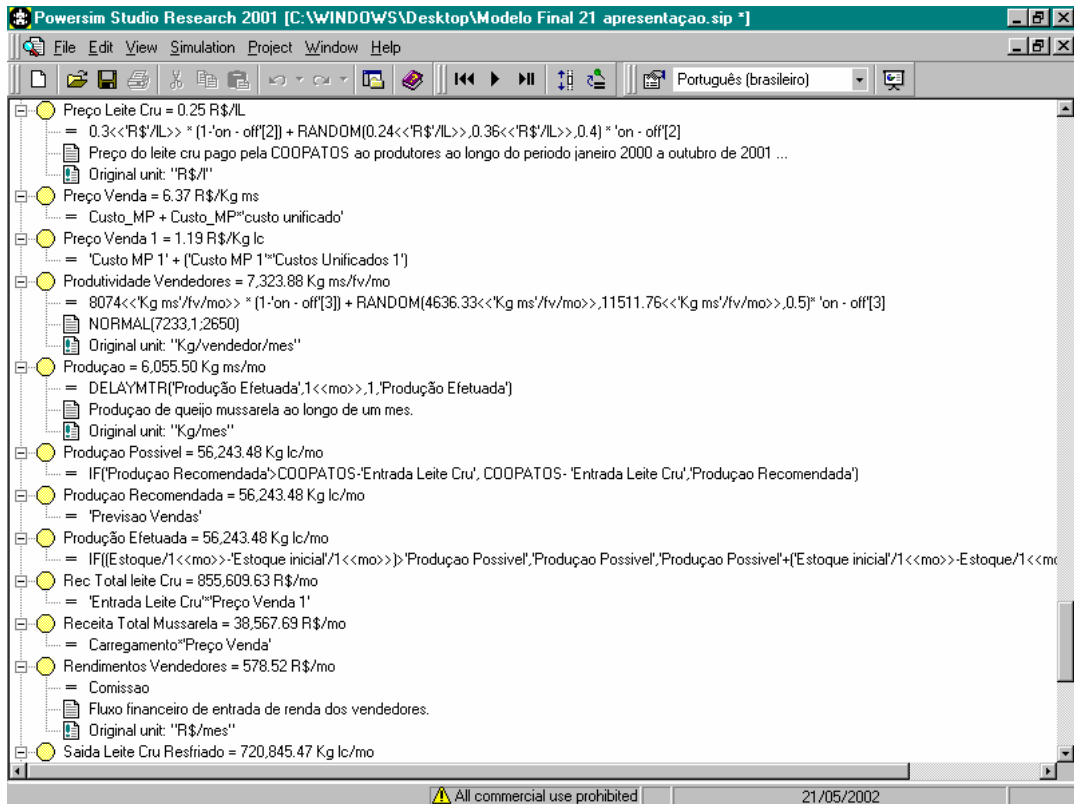 Powersim Studio Research 2001 [C:\WINDOWS\Desktop\Modelo Final 21 apresentaçao.sip *]
File Edit View Simulation Project Window Help
Português (brasileiro)
Preço Leite Cru = 0.25 R$/lL
= 0.3<<'R$'/lL>> * (1-'on - off'[2]) + RANDOM(0.24<<'R$'/lL>>,0.36<<'R$'/lL>>,0.4) * 'on - off'[2]
Preço do leite cru pago pela COOPATOS ao produtores ao longo do periodo janeiro 2000 a outubro de 2001 ...
Original unit: "R$/l"
Preço Venda = 6.37 R$/Kg ms
= Custo_MP + Custo_MP*'custo unificado'
Preço Venda 1 = 1.19 R$/Kg lc
= 'Custo MP 1' + ('Custo MP 1'*'Custos Unificados 1')
Produtividade Vendedores = 7,323.88 Kg ms/fv/mo
= 8074<<'Kg ms'/fv/mo>> * (1-'on - off'[3]) + RANDOM(4636.33<<'Kg ms'/fv/mo>>,11511.76<<'Kg ms'/fv/mo>>,0.5)* 'on - off'[3]
NORMAL(7233,1;2650)
Original unit: "Kg/vendedor/mes"
Produçao = 6,055.50 Kg ms/mo
= DELAYMTR('Produção Efetuada',1<<mo>>,1,'Produção Efetuada')
Produçao de queijo mussarela ao longo de um mes.
Original unit: "Kg/mes"
Produçao Possivel = 56,243.48 Kg lc/mo
= IF('Produçao Recomendada'>COOPATOS-'Entrada Leite Cru', COOPATOS- 'Entrada Leite Cru','Produçao Recomendada')
Produçao Recomendada = 56,243.48 Kg lc/mo
= 'Previsao Vendas'
Produção Efetuada = 56,243.48 Kg lc/mo
= IF((Estoque/1<<mo>>-'Estoque inicial'/1<<mo>>)>'Produçao Possivel','Produçao Possivel','Produçao Possivel'+('Estoque inicial'/1<<mo>>-Estoque/1<<mo
Rec Total leite Cru = 855,609.63 R$/mo
= 'Entrada Leite Cru'*'Preço Venda 1'
Receita Total Mussarela = 38,567.69 R$/mo
= Carregamento*'Preço Venda'
Rendimentos Vendedores = 578.52 R$/mo
= Comissao
Fluxo financeiro de entrada de renda dos vendedores.
Original unit: "R$/mes"
Saida Leite Cru Resfriado = 720,845.47 Kg lc/mo
All commercial use prohibited 21/05/2002